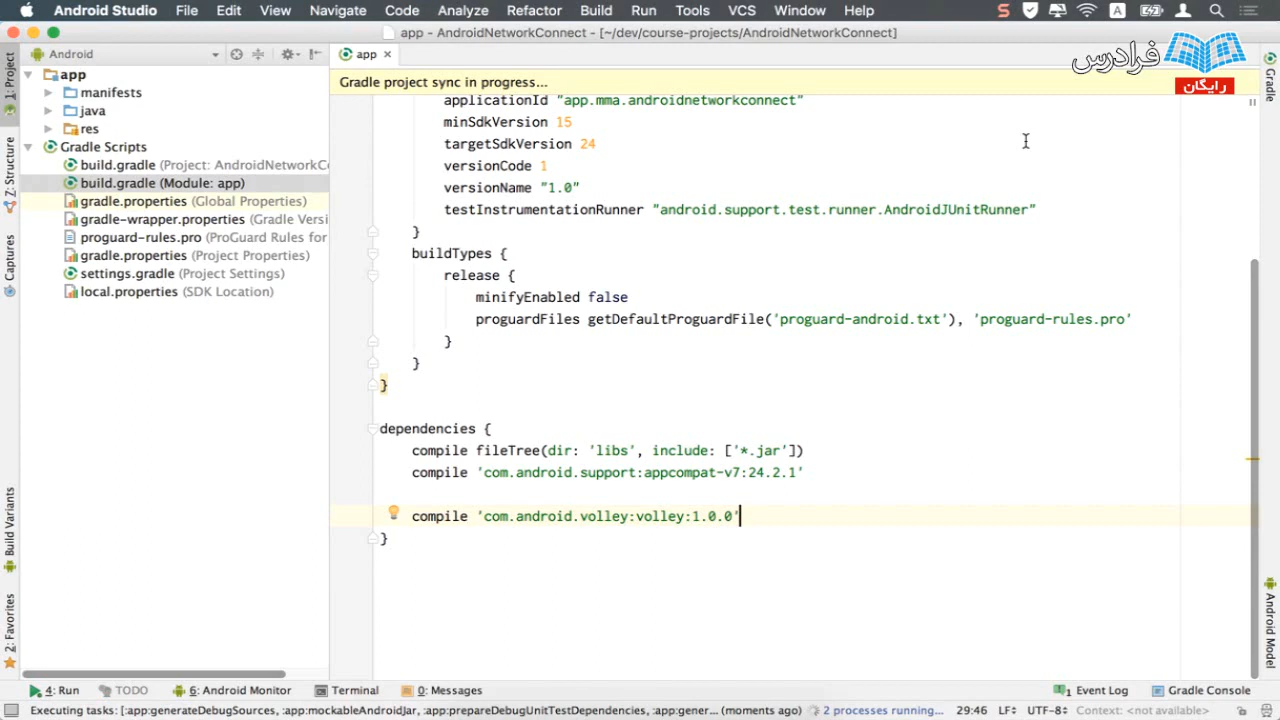 Android Studio File Edit View Navigate Code Analyze Refactor Build Run Tools VCS Window Help
app - AndroidNetworkConnect - [~/dev/course-projects/AndroidNetworkConnect]
فرادرس
رایگان
Android
app
Gradle project sync in progress...
1: Project
Z: Structure
Captures
Build Variants
2: Favorites
app
manifests
java
res
Gradle Scripts
build.gradle (Project: AndroidNetworkC
build.gradle (Module: app)
gradle.properties (Global Properties)
gradle-wrapper.properties (Gradle Versi
proguard-rules.pro (ProGuard Rules for
gradle.properties (Project Properties)
settings.gradle (Project Settings)
local.properties (SDK Location)
applicationId "app.mma.androidnetworkconnect"
minSdkVersion 15
targetSdkVersion 24
versionCode 1
versionName "1.0"
testInstrumentationRunner "android.support.test.runner.AndroidJUnitRunner"
}
buildTypes {
release {
minifyEnabled false
proguardFiles getDefaultProguardFile('proguard-android.txt'), 'proguard-rules.pro'
}
}
}
dependencies {
compile fileTree(dir: 'libs', include: ['*.jar'])
compile 'com.android.support:appcompat-v7:24.2.1'
compile 'com.android.volley:volley:1.0.0'
}
Gradle
Android Model
4: Run TODO 6: Android Monitor Terminal 0: Messages 1 Event Log Gradle Console
Executing tasks: [:app:generateDebugSources, :app:mockableAndroidJar, :app:prepareDebugUnitTestDependencies, :app:gener... (moments ago) 2 processes running... 29:46 LF÷ UTF-8÷ Context: <no available>